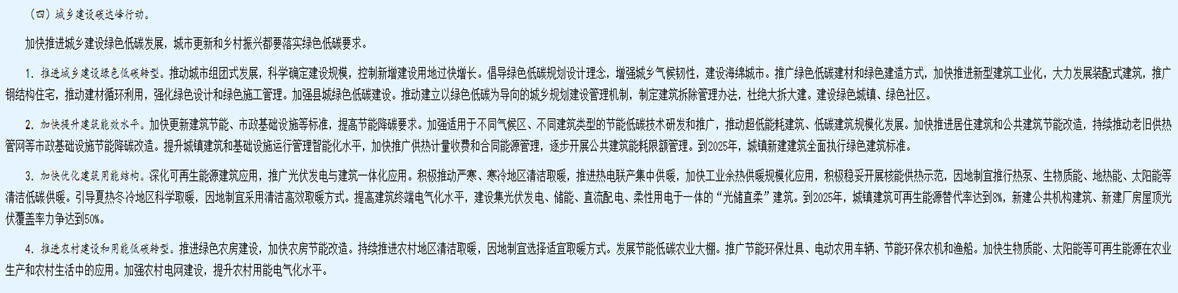 （四）城乡建设碳达峰行动。
加快推进城乡建设绿色低碳发展，城市更新和乡村振兴都要落实绿色低碳要求。
1．推进城乡建设绿色低碳转型。推动城市组团式发展，科学确定建设规模，控制新增建设用地过快增长。倡导绿色低碳规划设计理念，增强城乡气候韧性，建设海绵城市。推广绿色低碳建材和绿色建造方式，加快推进新型建筑工业化，大力发展装配式建筑，推广
钢结构住宅，推动建材循环利用，强化绿色设计和绿色施工管理。加强县城绿色低碳建设。推动建立以绿色低碳为导向的城乡规划建设管理机制，制定建筑拆除管理办法，杜绝大拆大建。建设绿色城镇、绿色社区。
2．加快提升建筑能效水平。加快更新建筑节能、市政基础设施等标准，提高节能降碳要求。加强适用于不同气候区、不同建筑类型的节能低碳技术研发和推广，推动超低能耗建筑、低碳建筑规模化发展。加快推进居住建筑和公共建筑节能改造，持续推动老旧供热
管网等市政基础设施节能降碳改造。提升城镇建筑和基础设施运行管理智能化水平，加快推广供热计量收费和合同能源管理，逐步开展公共建筑能耗限额管理。到2025年，城镇新建建筑全面执行绿色建筑标准。
3．加快优化建筑用能结构。深化可再生能源建筑应用，推广光伏发电与建筑一体化应用。积极推动严寒、寒冷地区清洁取暖，推进热电联产集中供暖，加快工业余热供暖规模化应用，积极稳妥开展核能供热示范，因地制宜推行热泵、生物质能、地热能、太阳能等
清洁低碳供暖。引导夏热冬冷地区科学取暖，因地制宜采用清洁高效取暖方式。提高建筑终端电气化水平，建设集光伏发电、储能、直流配电、柔性用电于一体的“光储直柔”建筑。到2025年，城镇建筑可再生能源替代率达到8%，新建公共机构建筑、新建厂房屋顶光
伏覆盖率力争达到50%。
4．推进农村建设和用能低碳转型。推进绿色农房建设，加快农房节能改造。持续推进农村地区清洁取暖，因地制宜选择适宜取暖方式。发展节能低碳农业大棚。推广节能环保灶具、电动农用车辆、节能环保农机和渔船。加快生物质能、太阳能等可再生能源在农业
生产和农村生活中的应用。加强农村电网建设，提升农村用能电气化水平。